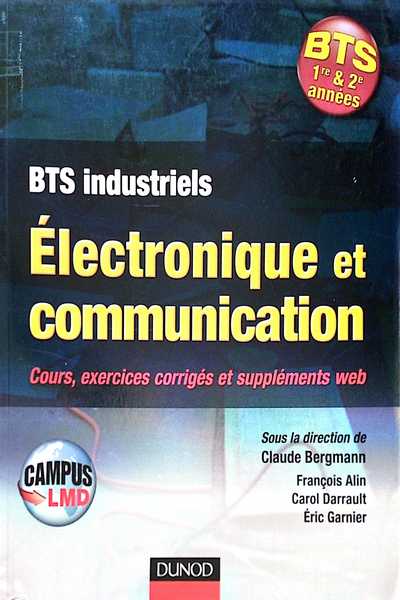 BTS
1re & 2e
années
BTS industriels
Électronique et
communication
Cours, exercices corrigés et suppléments web
Sous la direction de
Claude Bergmann
François Alin
Carol Darrault
Éric Garnier
CAMPUS
LMD
DUNOD